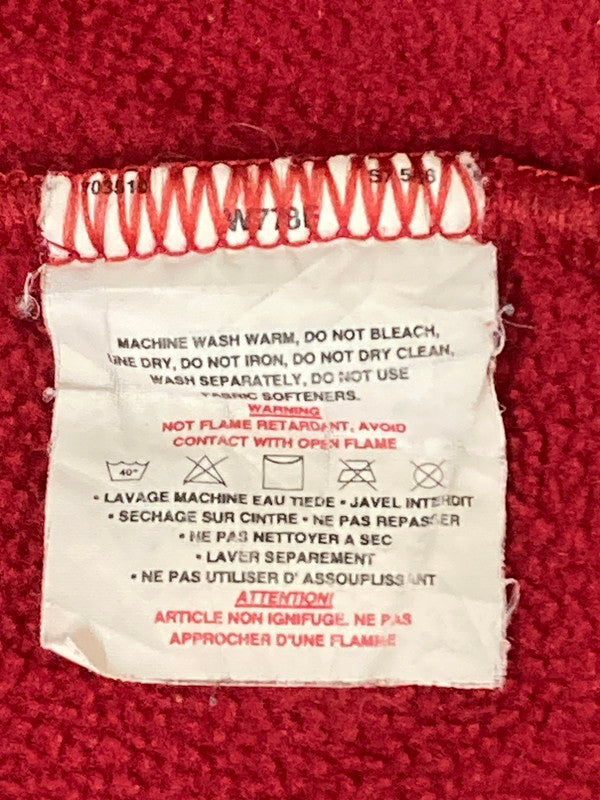 MACHINE WASH WARM, DO NOT BLEACH,
LINE DRY, DO NOT IRON, DO NOT DRY CLEAN,
WASH SEPARATELY, DO NOT USE
FABRIC SOFTENERS.
WARNING
NOT FLAME RETARDANT, AVOID
CONTACT WITH OPEN FLAME
40°
• LAVAGE MACHINE EAU TIEDE • JAVEL INTERDIT
• SECHAGE SUR CINTRE • NE PAS REPASSER
• NE PAS NETTOYER A SEC
• LAVER SEPAREMENT
• NE PAS UTILISER D' ASSOUPLISSANT
ATTENTION!
ARTICLE NON IGNIFUGE. NE PAS
APPROCHER D'UNE FLAMME